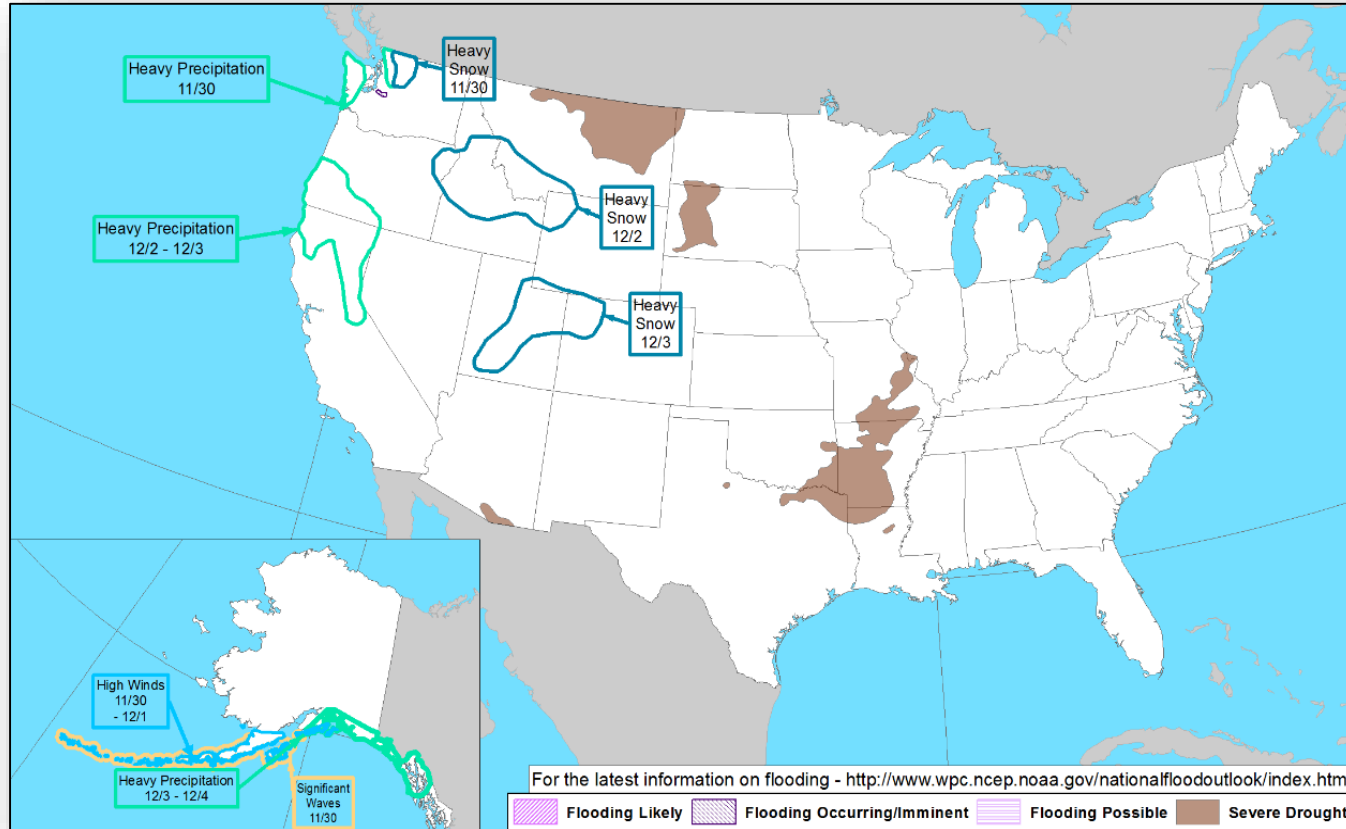 Heavy Precipitation
11/30
Heavy
Snow
11/30
Heavy Precipitation
12/2 - 12/3
Heavy
Snow
12/2
Heavy
Snow
12/3
High Winds
11/30
- 12/1
Heavy Precipitation
12/3 - 12/4
Significant
Waves
11/30
For the latest information on flooding - http://www.wpc.ncep.noaa.gov/nationalfloodoutlook/index.htm
Flooding Likely
Flooding Occurring/Imminent
Flooding Possible
Severe Drought